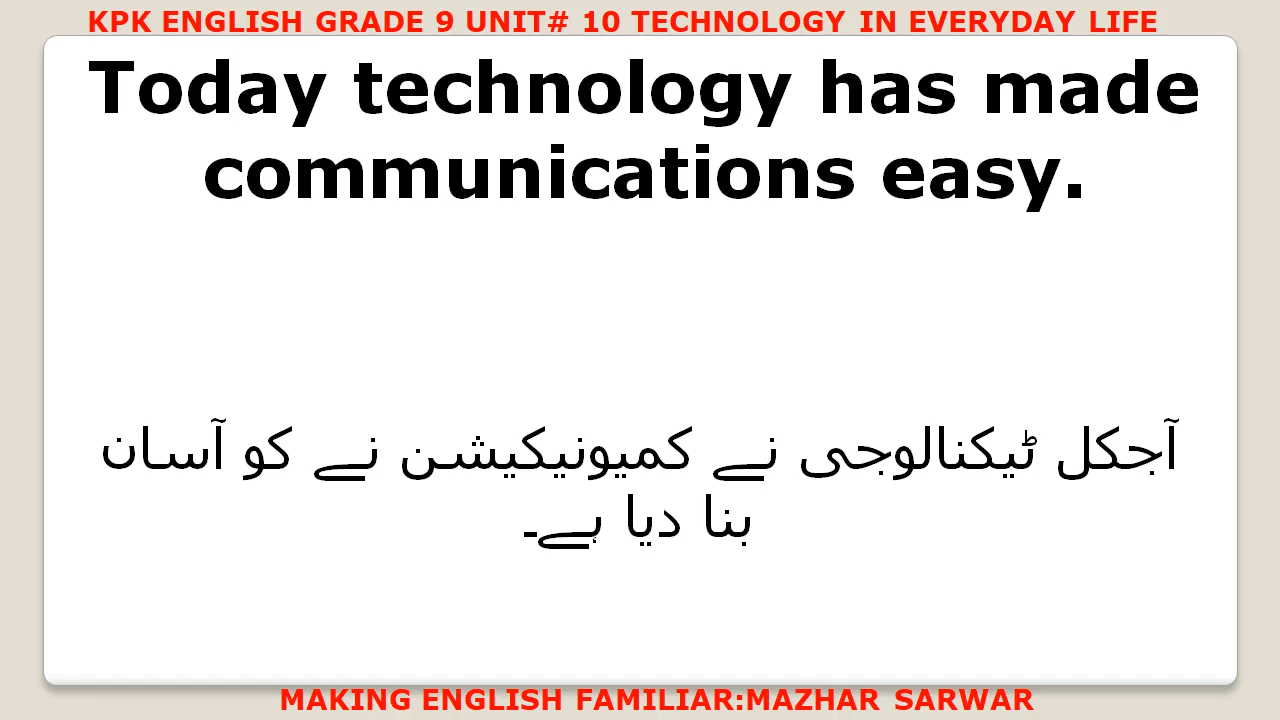 KPK ENGLISH GRADE 9 UNIT# 10 TECHNOLOGY IN EVERYDAY LIFE
Today technology has made
communications easy.
آجکل ٹیکنالوجی نے کمیونیکیشن نے کو آسان
بنا دیا ہے۔
MAKING ENGLISH FAMILIAR:MAZHAR SARWAR